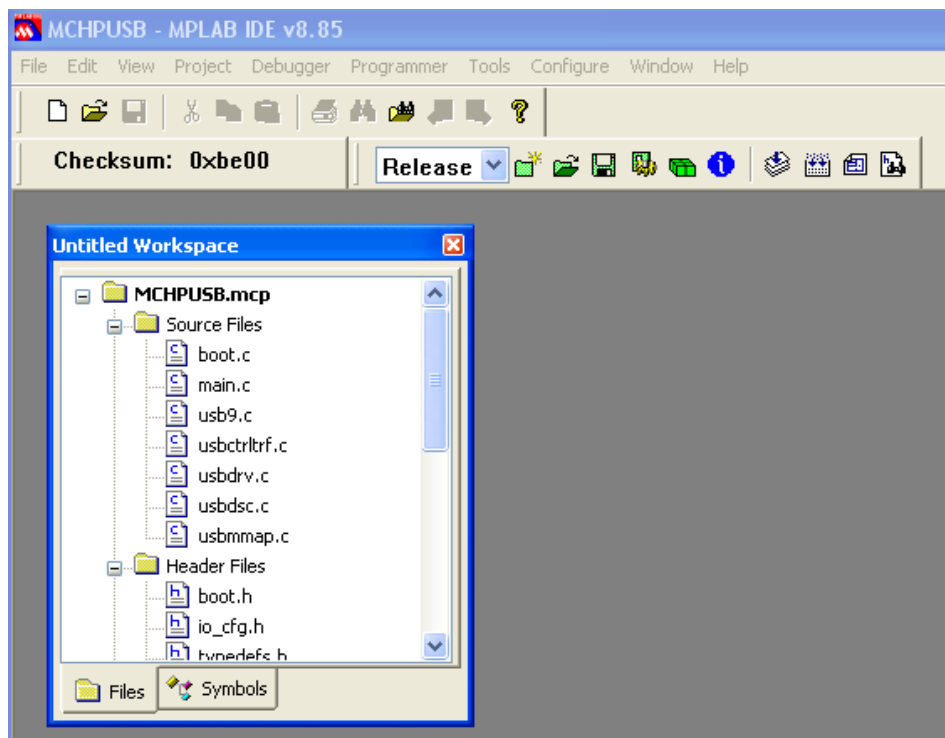 MCHPUSB - MPLAB IDE v8.85
File Edit View Project Debugger Programmer Tools Configure Window Help
Checksum: 0xbe00 Release
Untitled Workspace
MCHPUSB.mcp
Source Files
boot.c
main.c
usb9.c
usbctrltrf.c
usbdrv.c
usbdsc.c
usbmmap.c
Header Files
boot.h
io_cfg.h
typedefs.h
Files Symbols